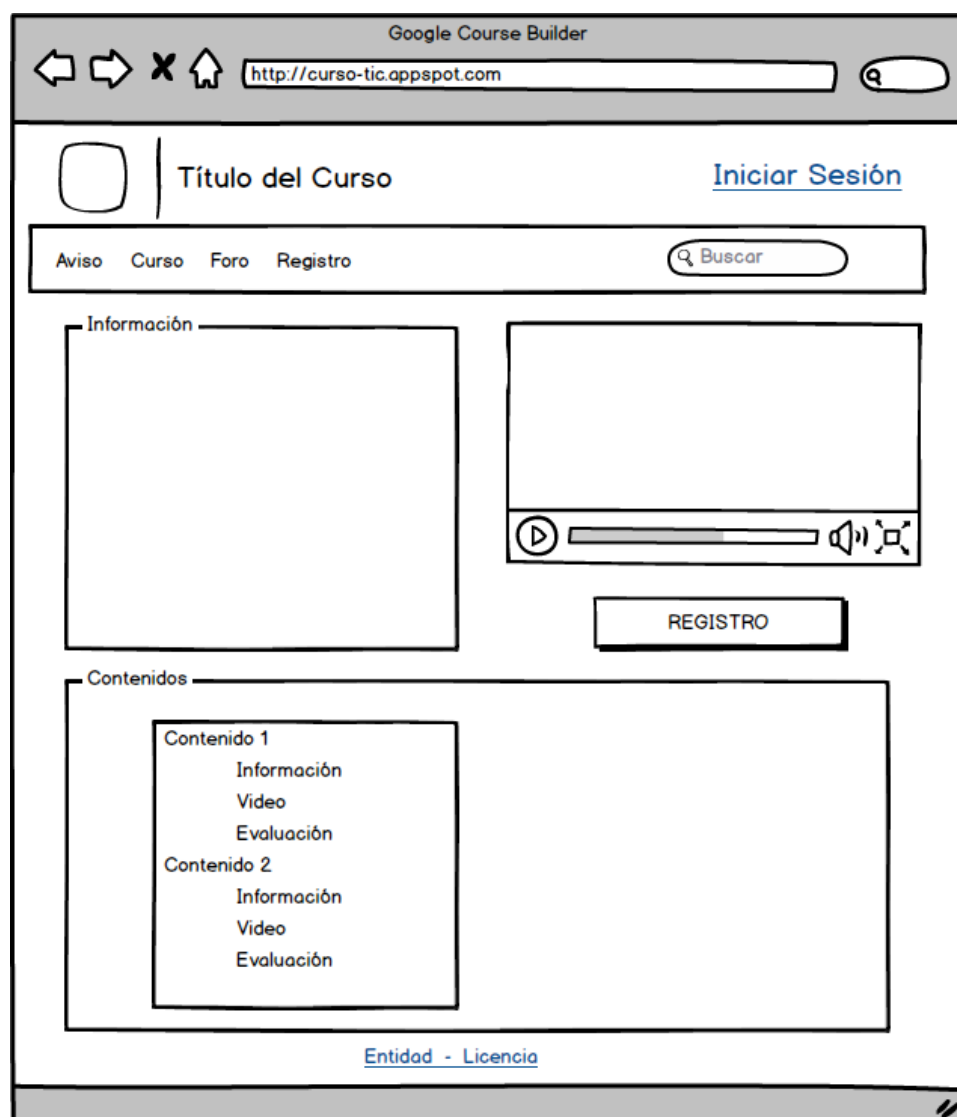 Google Course Builder
http://curso-tic.appspot.com
Título del Curso
Iniciar Sesión
Aviso Curso Foro Registro Buscar
Información
REGISTRO
Contenidos
Contenido 1
Información
Video
Evaluación
Contenido 2
Información
Video
Evaluación
Entidad - Licencia